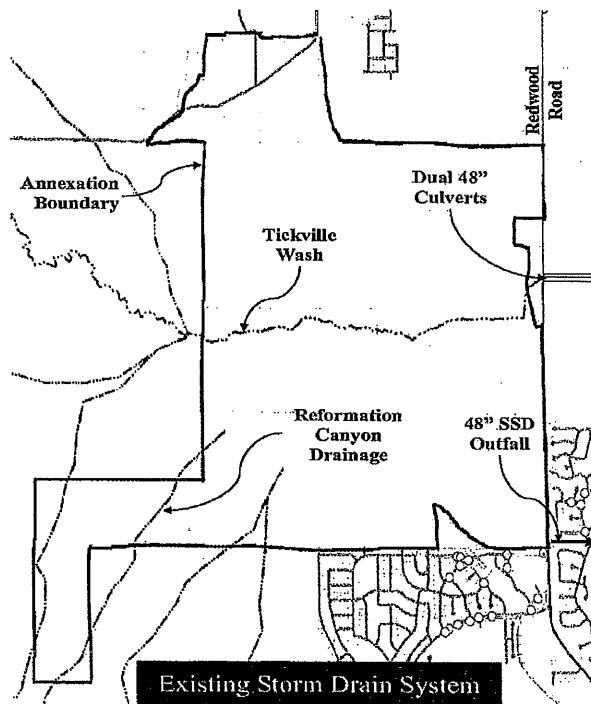 Redwood
Road
Annexation
Boundary
Dual 48"
Culverts
Tickville
Wash
Reformation
Canyon
Drainage
48" SSD
Outfall
Existing Storm Drain System